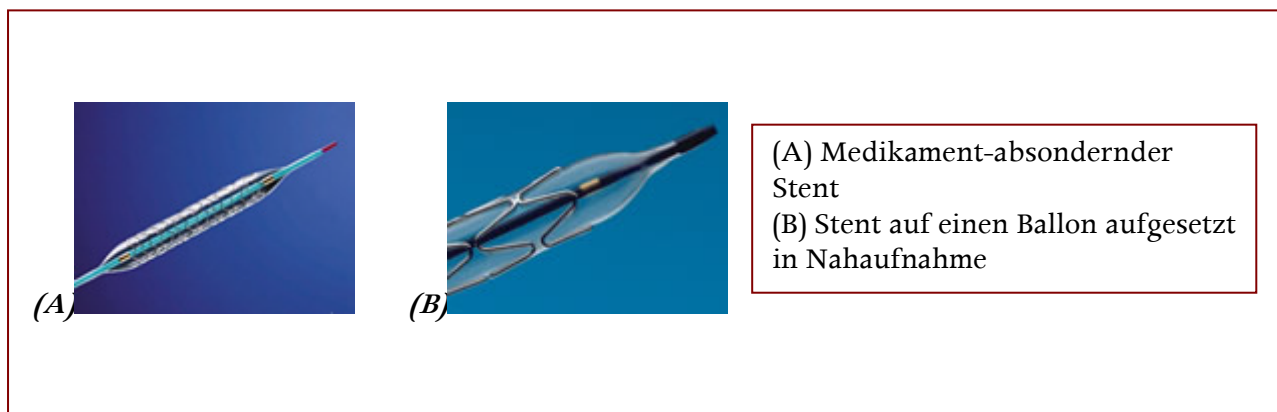 (A)
(B)
(A) Medikament-absondernder
Stent
(B) Stent auf einen Ballon aufgesetzt
in Nahaufnahme